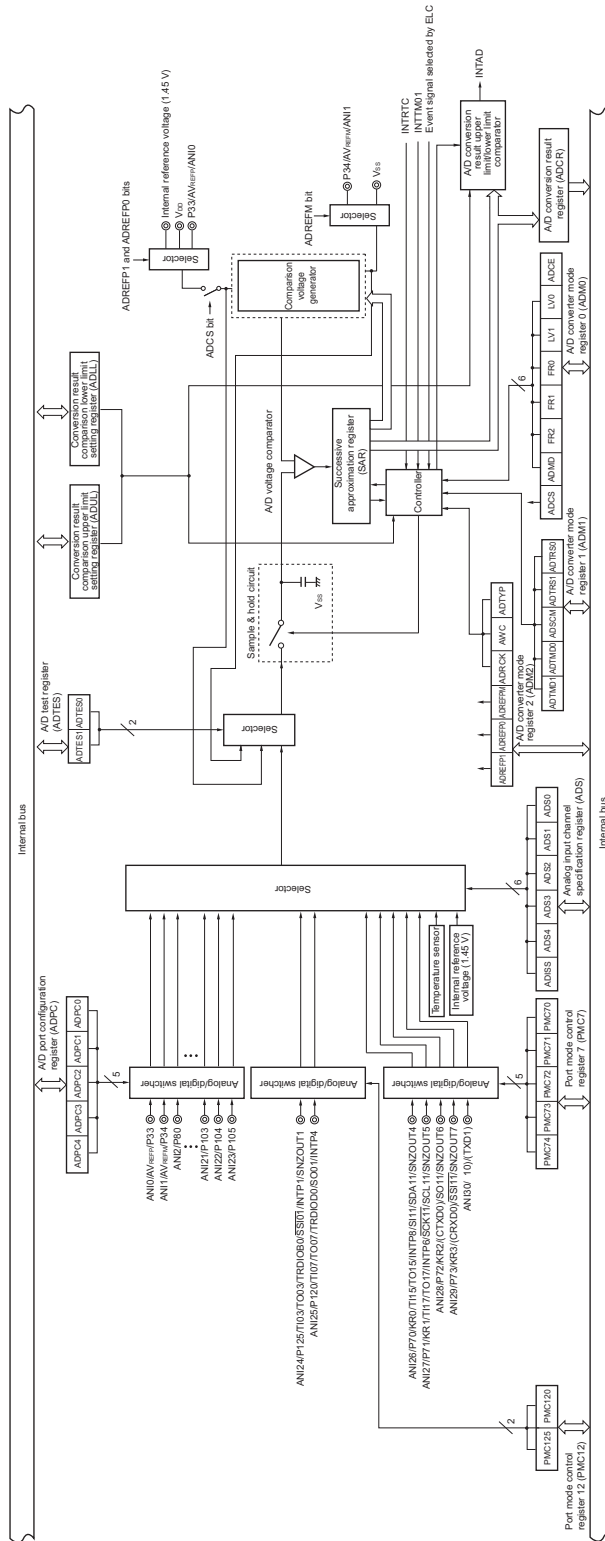 Internal bus
A/D port configuration
register (ADPC)
ADPC4 ADPC3 ADPC2 ADPC1 ADPC0
5
A/D test register
(ADTES)
ADTES1 ADTES0
2
Conversion result
comparison upper limit
setting register (ADUL)
Conversion result
comparison lower limit
setting register (ADLL)
ADREFP1 and ADREFP0 bits
Internal reference voltage (1.45 V)
VDD
P33/AVREFP/ANI0
Selector
ADCS bit
Comparison
voltage
generator
ADREFM bit
P34/AVREFM/ANI1
VSS
Selector
A/D voltage comparator
Sample & hold circuit
VSS
Selector
Successive
approximation register
(SAR)
Controller
INTRTC
INTTM01
Event signal selected by ELC
A/D conversion
result upper
limit/lower limit
comparator
INTAD
A/D conversion result
register (ADCR)
ANI0/AVREFP/P33
ANI1/AVREFM/P34
ANI2/P80
ANI21/P103
ANI22/P104
ANI23/P105
Analog/digital switcher
ANI24/P125/TI03/TO03/TRDIOB0/SSI01/INTP1/SNZOUT1
ANI25/P120/TI07/TO07/TRDIOD0/SO01/INTP4
Analog/digital switcher
ANI26/P70/KR0/TI15/TO15/INTP8/SI11/SDA11/SNZOUT4
ANI27/P71/KR1/TI17/TO17/INTP6/SCK11/SCL11/SNZOUT5
ANI28/P72/KR2/(CTXD0)/SO11/SNZOUT6
ANI29/P73/KR3/(CRXD0)/SSI11/SNZOUT7
ANI30/ 10)/(TXD1)
Analog/digital switcher
Selector
Temperature sensor
Internal reference
voltage (1.45 V)
2
PMC125 PMC120
Port mode control
register 12 (PMC12)
5
PMC74 PMC73 PMC72 PMC71 PMC70
Port mode control
register 7 (PMC7)
6
ADISS ADS4 ADS3 ADS2 ADS1 ADS0
Analog input channel
specification register (ADS)
ADREFP1 ADREFP0 ADREFPM ADRCK AWC ADTYP
A/D converter mode
register 2 (ADM2)
ADTMD1 ADTMD0 ADSCM ADTRS1 ADTRS0
A/D converter mode
register 1 (ADM1)
6
ADCS ADMD FR2 FR1 FR0 LV1 LV0 ADCE
A/D converter mode
register 0 (ADM0)
Internal bus